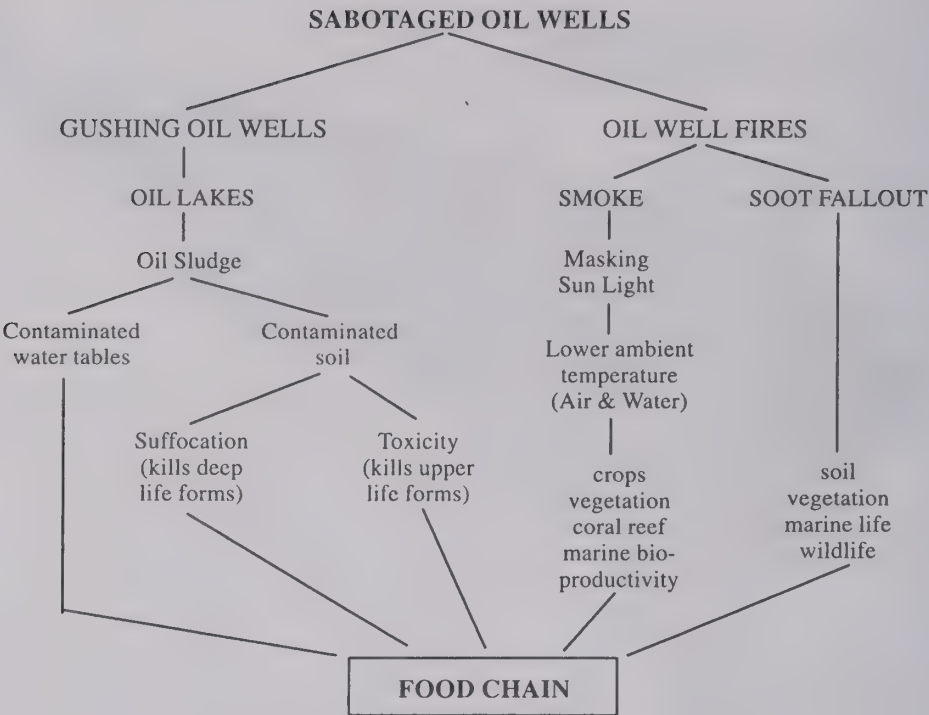 SABOTAGED OIL WELLS
GUSHING OIL WELLS
OIL WELL FIRES
OIL LAKES
SMOKE
SOOT FALLOUT
Oil Sludge
Masking
Sun Light
Contaminated
water tables
Contaminated
soil
Lower ambient
temperature
(Air & Water)
Suffocation
(kills deep
life forms)
Toxicity
(kills upper
life forms)
crops
vegetation
coral reef
marine bio-
productivity
soil
vegetation
marine life
wildlife
FOOD CHAIN